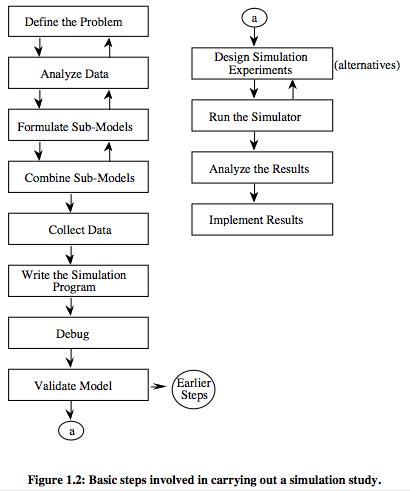 Define the Problem
Analyze Data
Formulate Sub-Models
Combine Sub-Models
Collect Data
Write the Simulation
Program
Debug
Validate Model
Earlier
Steps
a
a
Design Simulation
Experiments
(alternatives)
Run the Simulator
Analyze the Results
Implement Results
Figure 1.2: Basic steps involved in carrying out a simulation study.